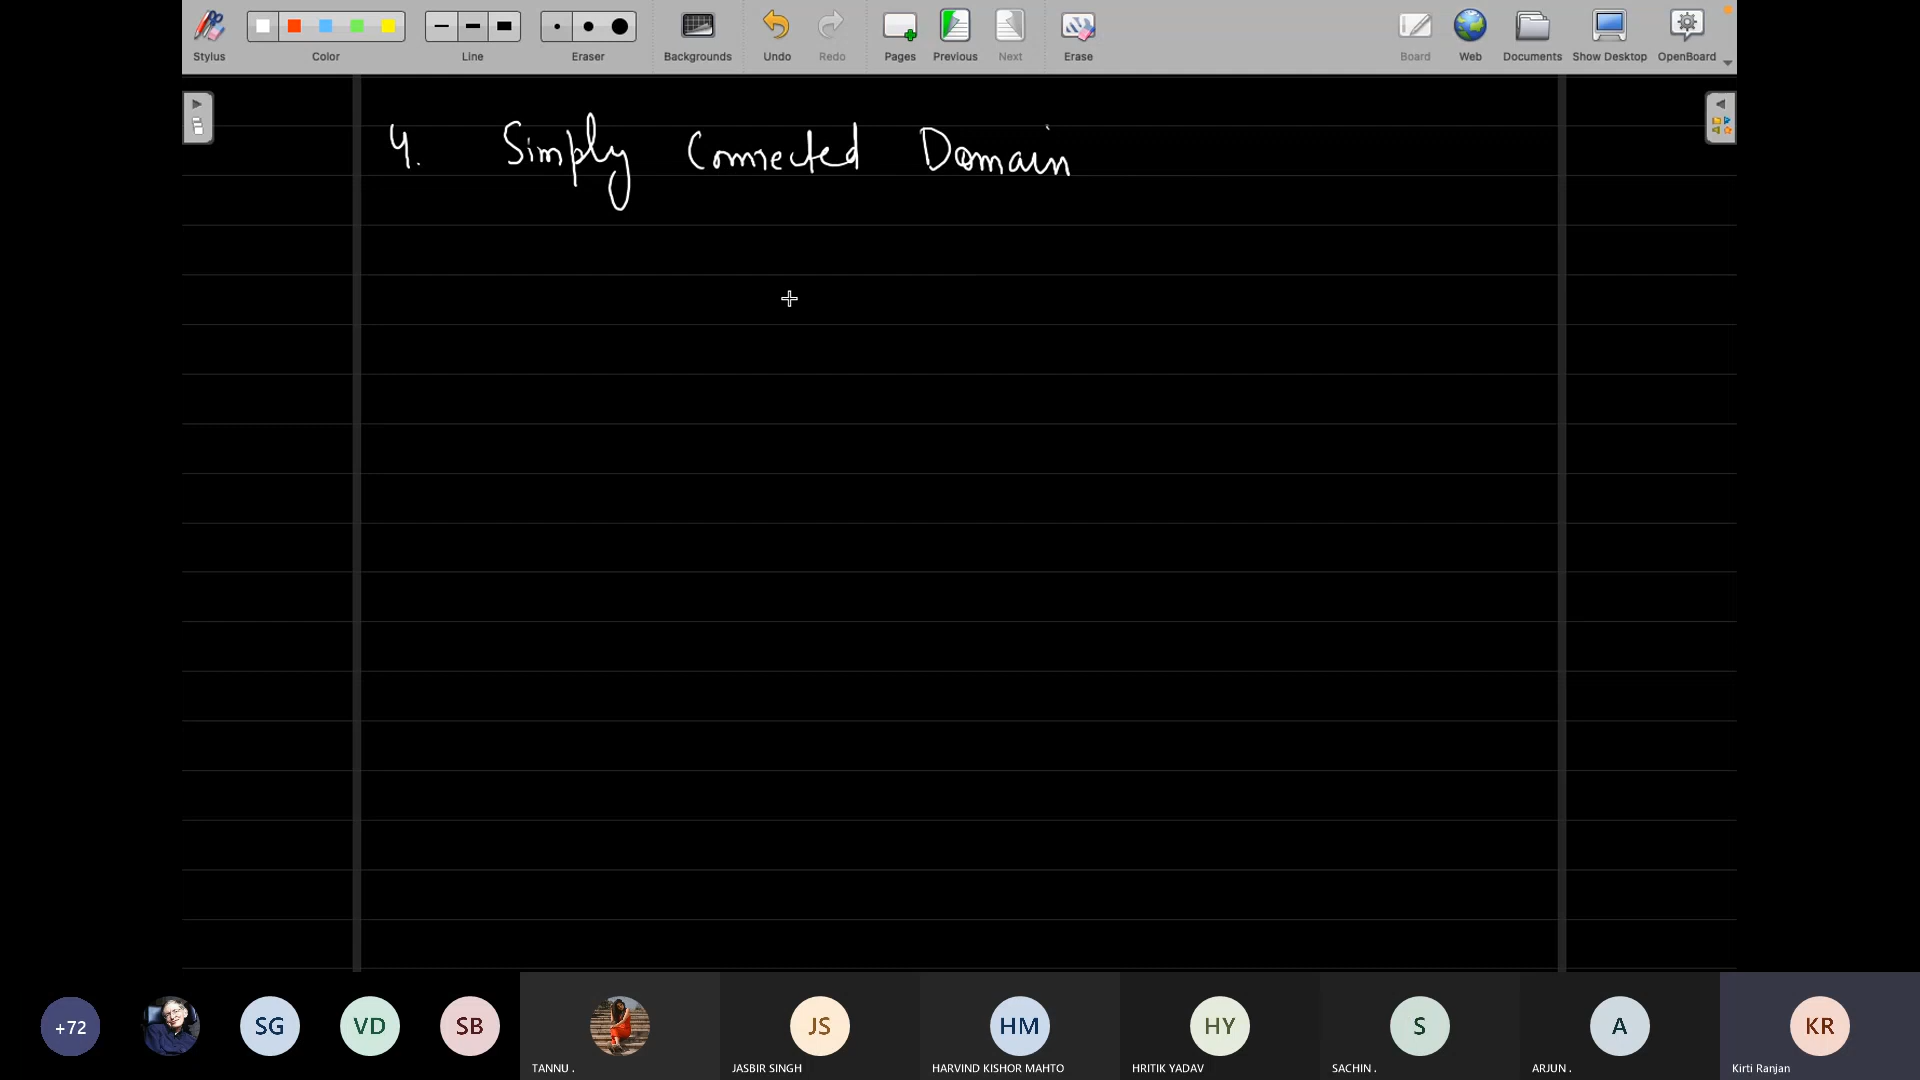 Stylus Color Line Eraser Backgrounds Undo Redo Pages Previous Next Erase Board Web Documents Show Desktop OpenBoard
4. Simply Connected Domain
+72 SG VD SB JS HM HY S A KR
TANNU . JASBIR SINGH HARVIND KISHOR MAHTO HRITIK YADAV SACHIN . ARJUN . Kirti Ranjan